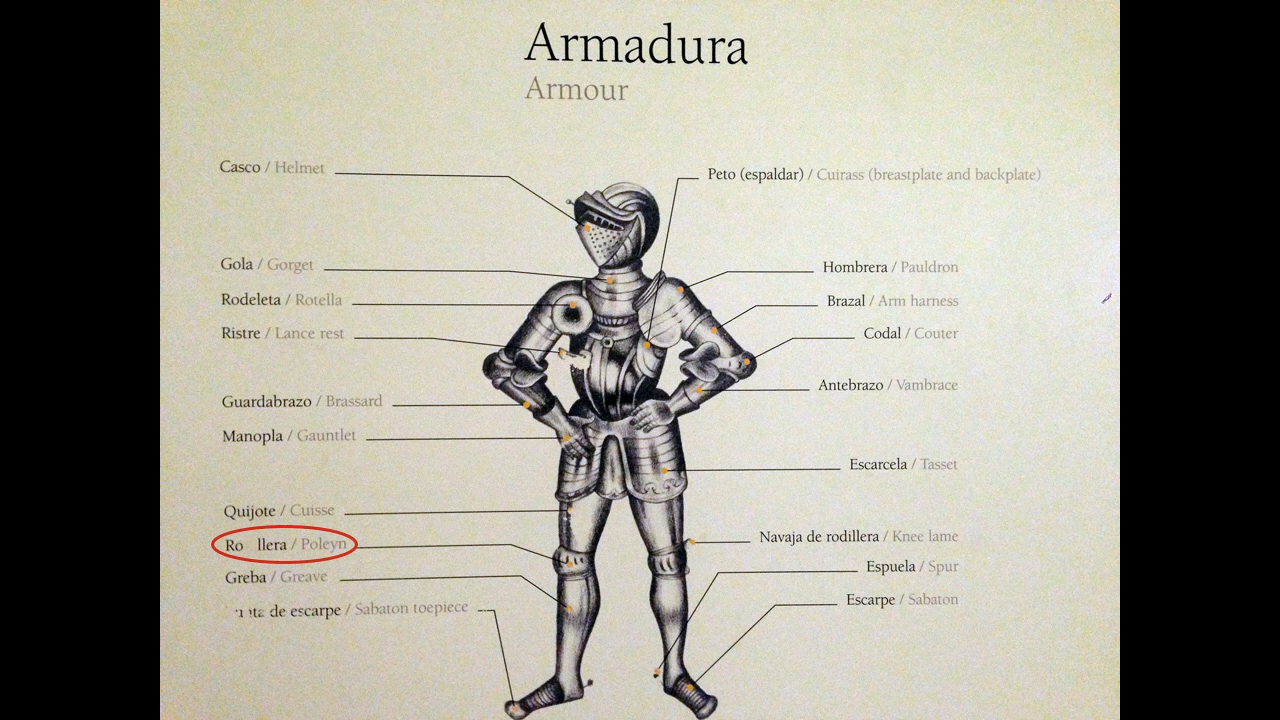 Armadura
Armour
Casco / Helmet
Peto (espaldar) / Cuirass (breastplate and backplate)
Gola / Gorget
Hombrera / Pauldron
Rodeleta / Rotella
Brazal / Arm harness
Ristre / Lance rest
Codal / Couter
Antebrazo / Vambrace
Guardabrazo / Brassard
Manopla / Gauntlet
Escarcela / Tasset
Quijote / Cuisse
Navaja de rodillera / Knee lame
Ro llera / Poleyn
Espuela / Spur
Greba / Greave
Escarpe / Sabaton
de escarpe / Sabaton toepiece